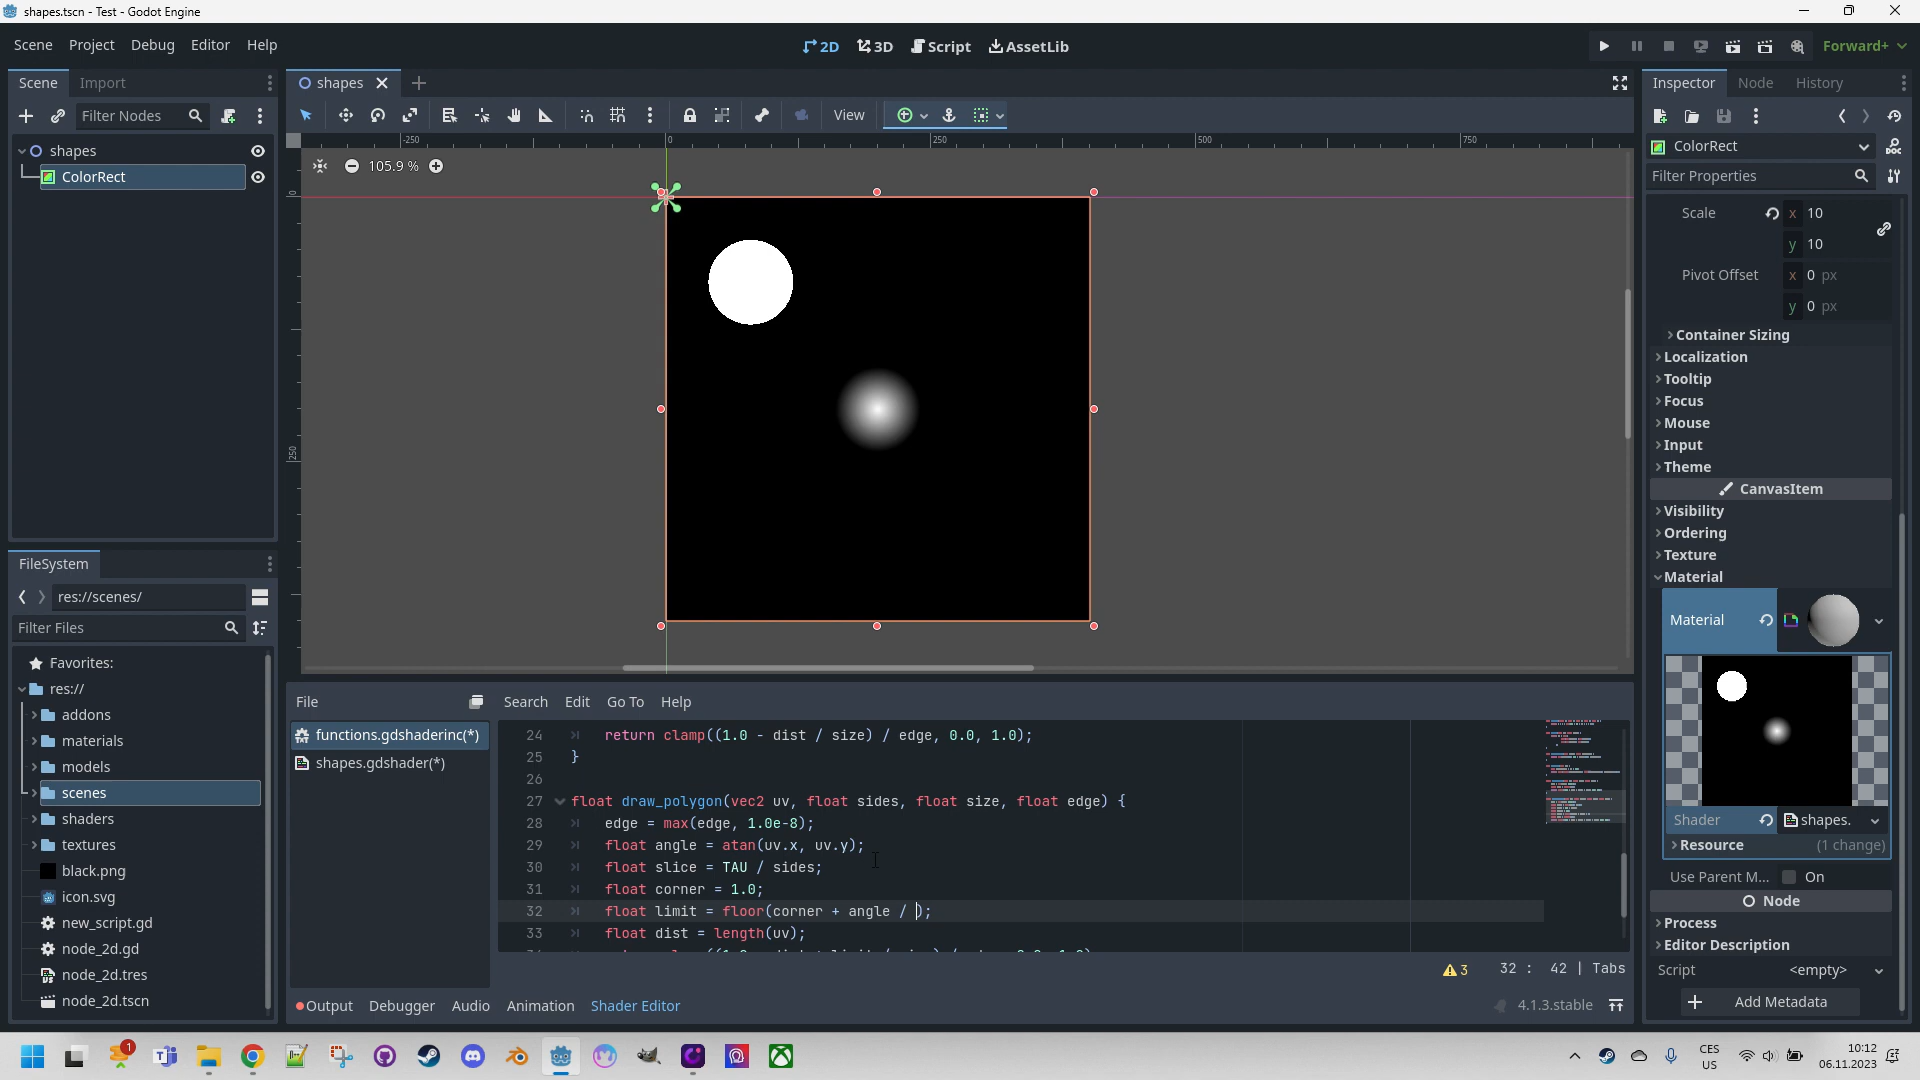 shapes.tscn - Test - Godot Engine
Scene Project Debug Editor Help
2D 3D Script AssetLib
Forward+
Scene Import
shapes
Inspector Node History
Filter Nodes
View
shapes
ColorRect
-250 0 250 500 750
105.9 %
0
250
ColorRect
Filter Properties
Scale x 10
y 10
Pivot Offset x 0 px
y 0 px
Container Sizing
Localization
Tooltip
Focus
Mouse
Input
Theme
CanvasItem
Visibility
Ordering
Texture
Material
Material
Shader shapes.
Resource (1 change)
Use Parent M... On
Node
Process
Editor Description
Script <empty>
Add Metadata
FileSystem
res://scenes/
Filter Files
Favorites:
res://
addons
materials
models
scenes
shaders
textures
black.png
icon.svg
new_script.gd
node_2d.gd
node_2d.tres
node_2d.tscn
File Search Edit Go To Help
functions.gdshaderinc(*)
shapes.gdshader(*)
24 return clamp((1.0 - dist / size) / edge, 0.0, 1.0);
25 }
26
27 float draw_polygon(vec2 uv, float sides, float size, float edge) {
28 edge = max(edge, 1.0e-8);
29 float angle = atan(uv.x, uv.y);
30 float slice = TAU / sides;
31 float corner = 1.0;
32 float limit = floor(corner + angle / );
33 float dist = length(uv);
3 32 : 42 | Tabs
Output Debugger Audio Animation Shader Editor 4.1.3.stable
1
CES
US
10:12
06.11.2023